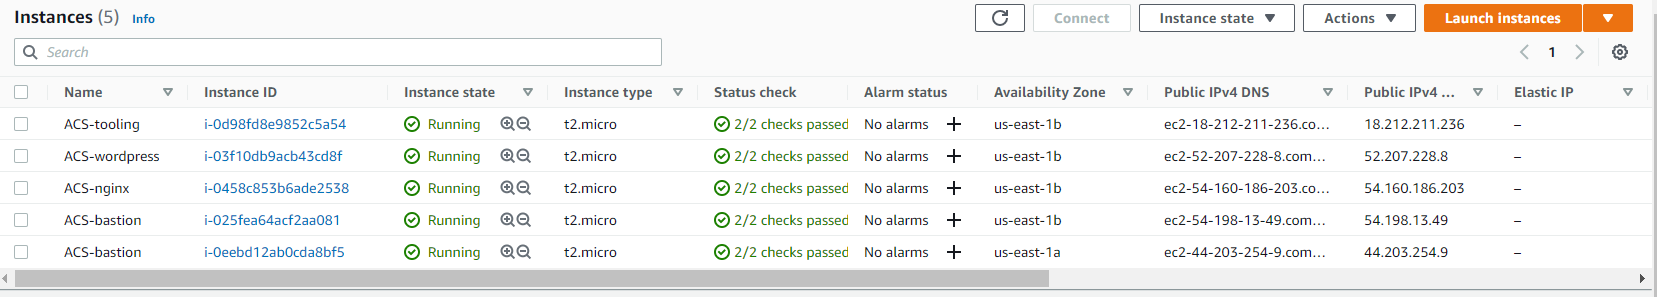 Instances (5) Info Connect Instance state Actions Launch instances
Search 1
Name Instance ID Instance state Instance type Status check Alarm status Availability Zone Public IPv4 DNS Public IPv4 ... Elastic IP
ACS-tooling i-0d98fd8e9852c5a54 Running t2.micro 2/2 checks passed No alarms + us-east-1b ec2-18-212-211-236.co... 18.212.211.236 –
ACS-wordpress i-03f10db9acb43cd8f Running t2.micro 2/2 checks passed No alarms + us-east-1b ec2-52-207-228-8.com... 52.207.228.8 –
ACS-nginx i-0458c853b6ade2538 Running t2.micro 2/2 checks passed No alarms + us-east-1b ec2-54-160-186-203.co... 54.160.186.203 –
ACS-bastion i-025fea64acf2aa081 Running t2.micro 2/2 checks passed No alarms + us-east-1b ec2-54-198-13-49.com... 54.198.13.49 –
ACS-bastion i-0eebd12ab0cda8bf5 Running t2.micro 2/2 checks passed No alarms + us-east-1a ec2-44-203-254-9.com... 44.203.254.9 –